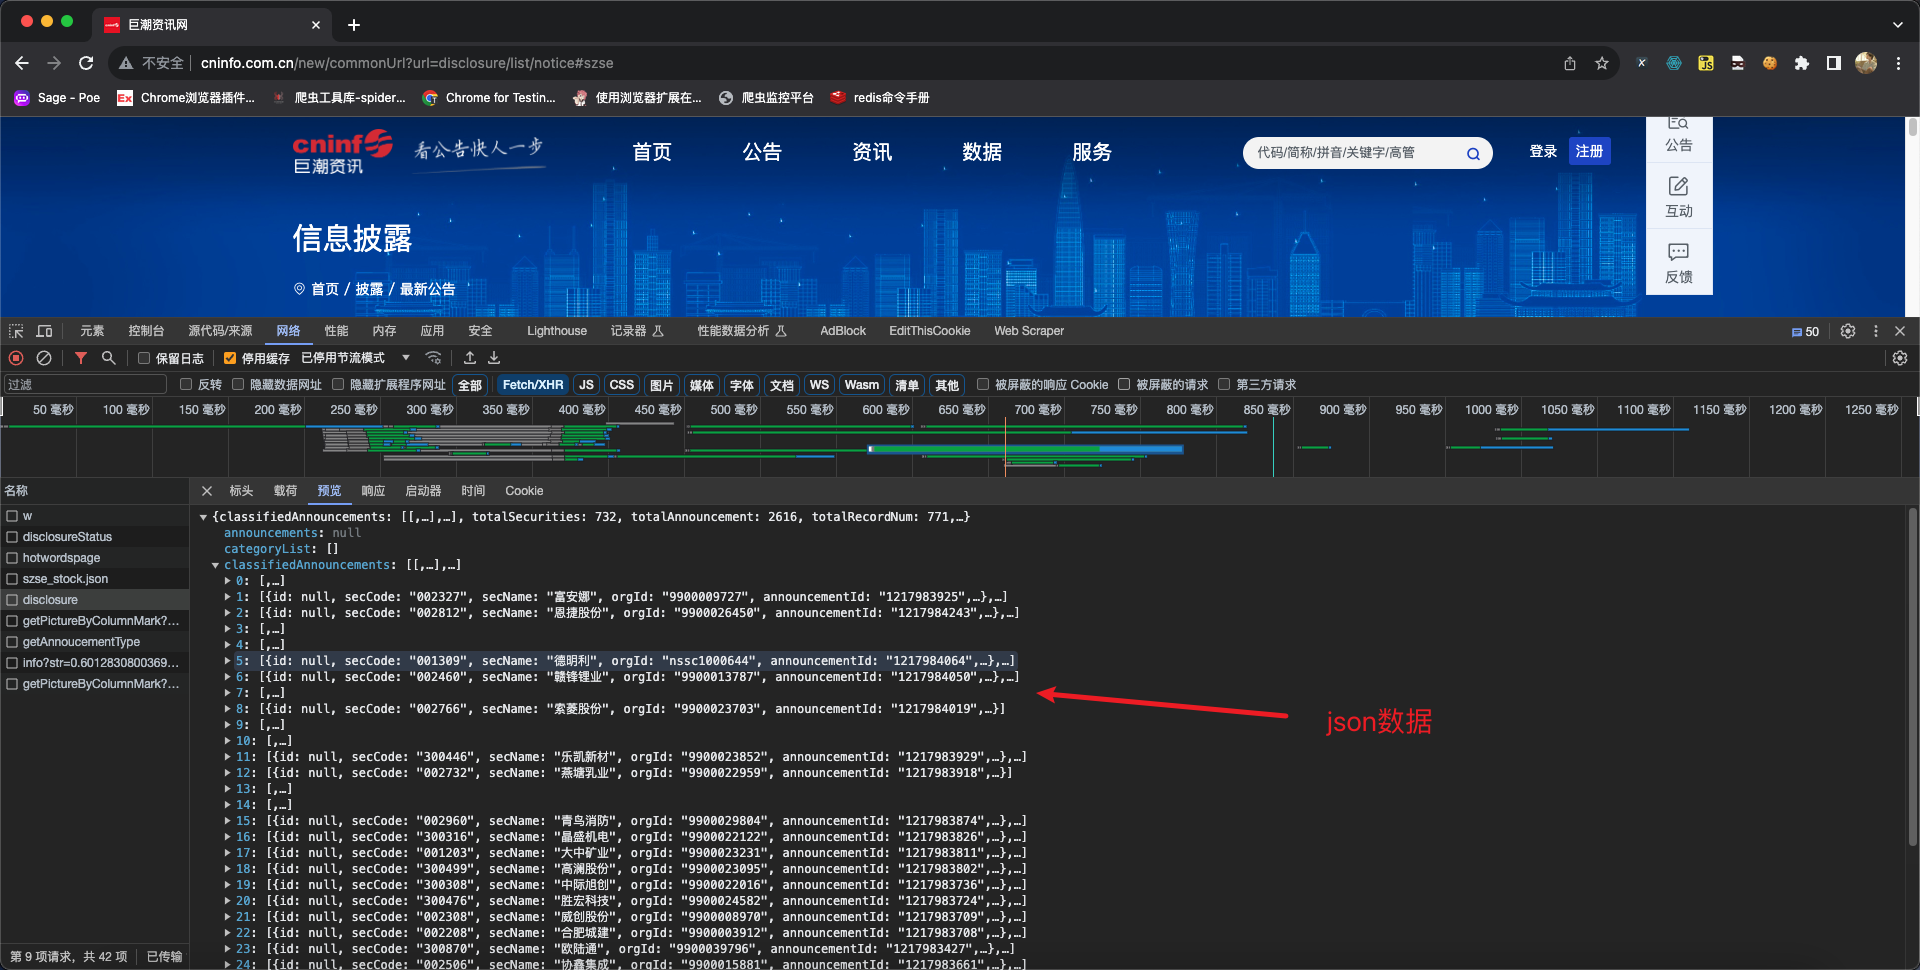 巨潮资讯网
不安全 cninfo.com.cn/new/commonUrl?url=disclosure/list/notice#szse
Sage - Poe Chrome浏览器插件... 爬虫工具库-spider... Chrome for Testin... 使用浏览器扩展在... 爬虫监控平台 redis命令手册
cninf
巨潮资讯
看公告快人一步
首页 公告 资讯 数据 服务
代码/简称/拼音/关键字/高管
登录 注册
公告
互动
反馈
信息披露
首页 / 披露 / 最新公告
元素 控制台 源代码/来源 网络 性能 内存 应用 安全 Lighthouse 记录器 性能数据分析 AdBlock EditThisCookie Web Scraper 50
保留日志 停用缓存 已停用节流模式
过滤 反转 隐藏数据网址 隐藏扩展程序网址 全部 Fetch/XHR JS CSS 图片 媒体 字体 文档 WS Wasm 清单 其他 被屏蔽的响应 Cookie 被屏蔽的请求 第三方请求
50 毫秒 100 毫秒 150 毫秒 200 毫秒 250 毫秒 300 毫秒 350 毫秒 400 毫秒 450 毫秒 500 毫秒 550 毫秒 600 毫秒 650 毫秒 700 毫秒 750 毫秒 800 毫秒 850 毫秒 900 毫秒 950 毫秒 1000 毫秒 1050 毫秒 1100 毫秒 1150 毫秒 1200 毫秒 1250 毫秒
名称
w
disclosureStatus
hotwordspage
szse_stock.json
disclosure
getPictureByColumnMark?...
getAnnoucementType
info?str=0.6012830800369...
getPictureByColumnMark?...
第 9 项请求，共 42 项 已传输
标头 载荷 预览 响应 启动器 时间 Cookie
{classifiedAnnouncements: [[,…],…], totalSecurities: 732, totalAnnouncement: 2616, totalRecordNum: 771,…}
announcements: null
categoryList: []
classifiedAnnouncements: [[,…],…]
0: [,…]
1: [{id: null, secCode: "002327", secName: "富安娜", orgId: "9900009727", announcementId: "1217983925",…},…]
2: [{id: null, secCode: "002812", secName: "恩捷股份", orgId: "9900026450", announcementId: "1217984243",…},…]
3: [,…]
4: [,…]
5: [{id: null, secCode: "001309", secName: "德明利", orgId: "nssc1000644", announcementId: "1217984064",…},…]
6: [{id: null, secCode: "002460", secName: "赣锋锂业", orgId: "9900013787", announcementId: "1217984050",…},…]
7: [,…]
8: [{id: null, secCode: "002766", secName: "索菱股份", orgId: "9900023703", announcementId: "1217984019",…}]
9: [,…]
10: [,…]
11: [{id: null, secCode: "300446", secName: "乐凯新材", orgId: "9900023852", announcementId: "1217983929",…},…]
12: [{id: null, secCode: "002732", secName: "燕塘乳业", orgId: "9900022959", announcementId: "1217983918",…}]
13: [,…]
14: [,…]
15: [{id: null, secCode: "002960", secName: "青鸟消防", orgId: "9900029804", announcementId: "1217983874",…},…]
16: [{id: null, secCode: "300316", secName: "晶盛机电", orgId: "9900022122", announcementId: "1217983826",…},…]
17: [{id: null, secCode: "001203", secName: "大中矿业", orgId: "9900023231", announcementId: "1217983811",…},…]
18: [{id: null, secCode: "300499", secName: "高澜股份", orgId: "9900023095", announcementId: "1217983802",…},…]
19: [{id: null, secCode: "300308", secName: "中际旭创", orgId: "9900022016", announcementId: "1217983736",…},…]
20: [{id: null, secCode: "300476", secName: "胜宏科技", orgId: "9900024582", announcementId: "1217983724",…},…]
21: [{id: null, secCode: "002308", secName: "威创股份", orgId: "9900008970", announcementId: "1217983709",…},…]
22: [{id: null, secCode: "002208", secName: "合肥城建", orgId: "9900003912", announcementId: "1217983708",…},…]
23: [{id: null, secCode: "300870", secName: "欧陆通", orgId: "9900039796", announcementId: "1217983427",…},…]
24: [{id: null, secCode: "002506", secName: "协鑫集成", orgId: "9900015881", announcementId: "1217983661",…},…]
json数据